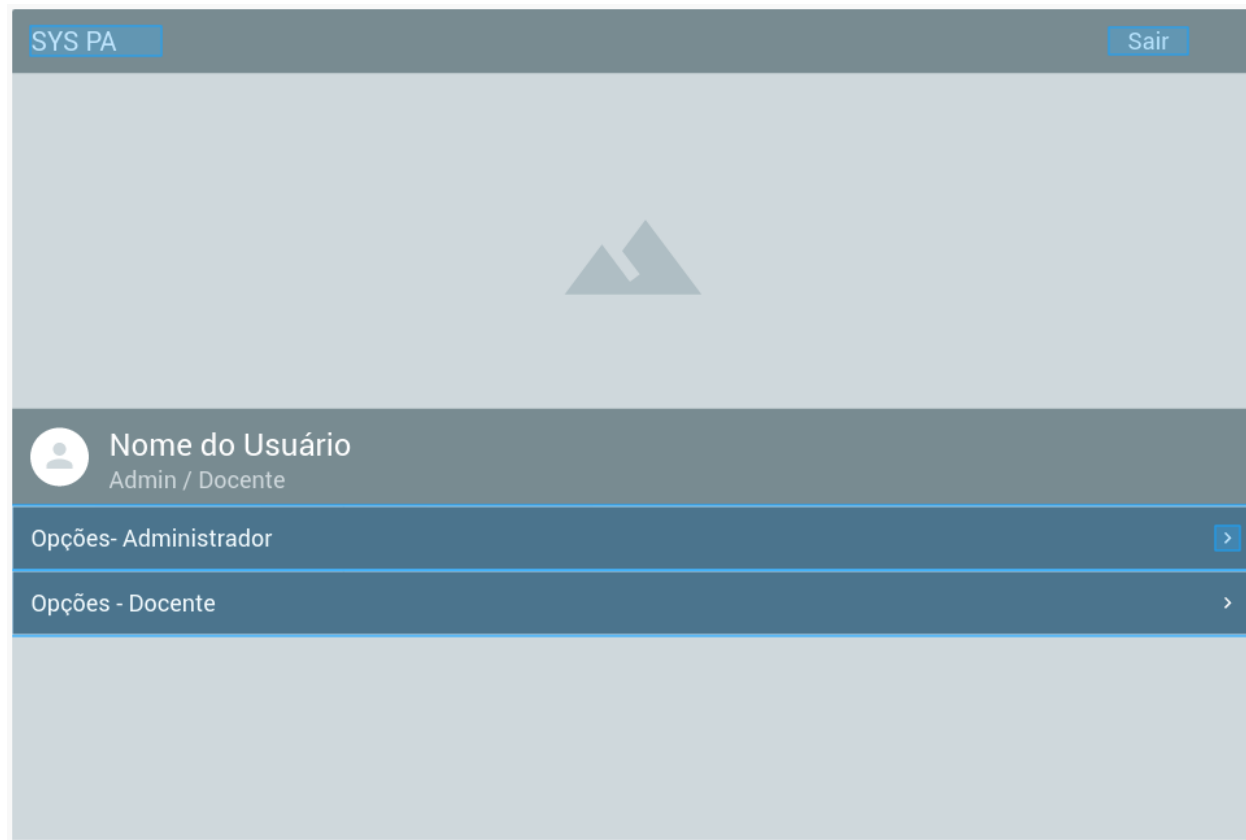 SYS PA
Sair
Nome do Usuário
Admin / Docente
Opções- Administrador
Opções - Docente